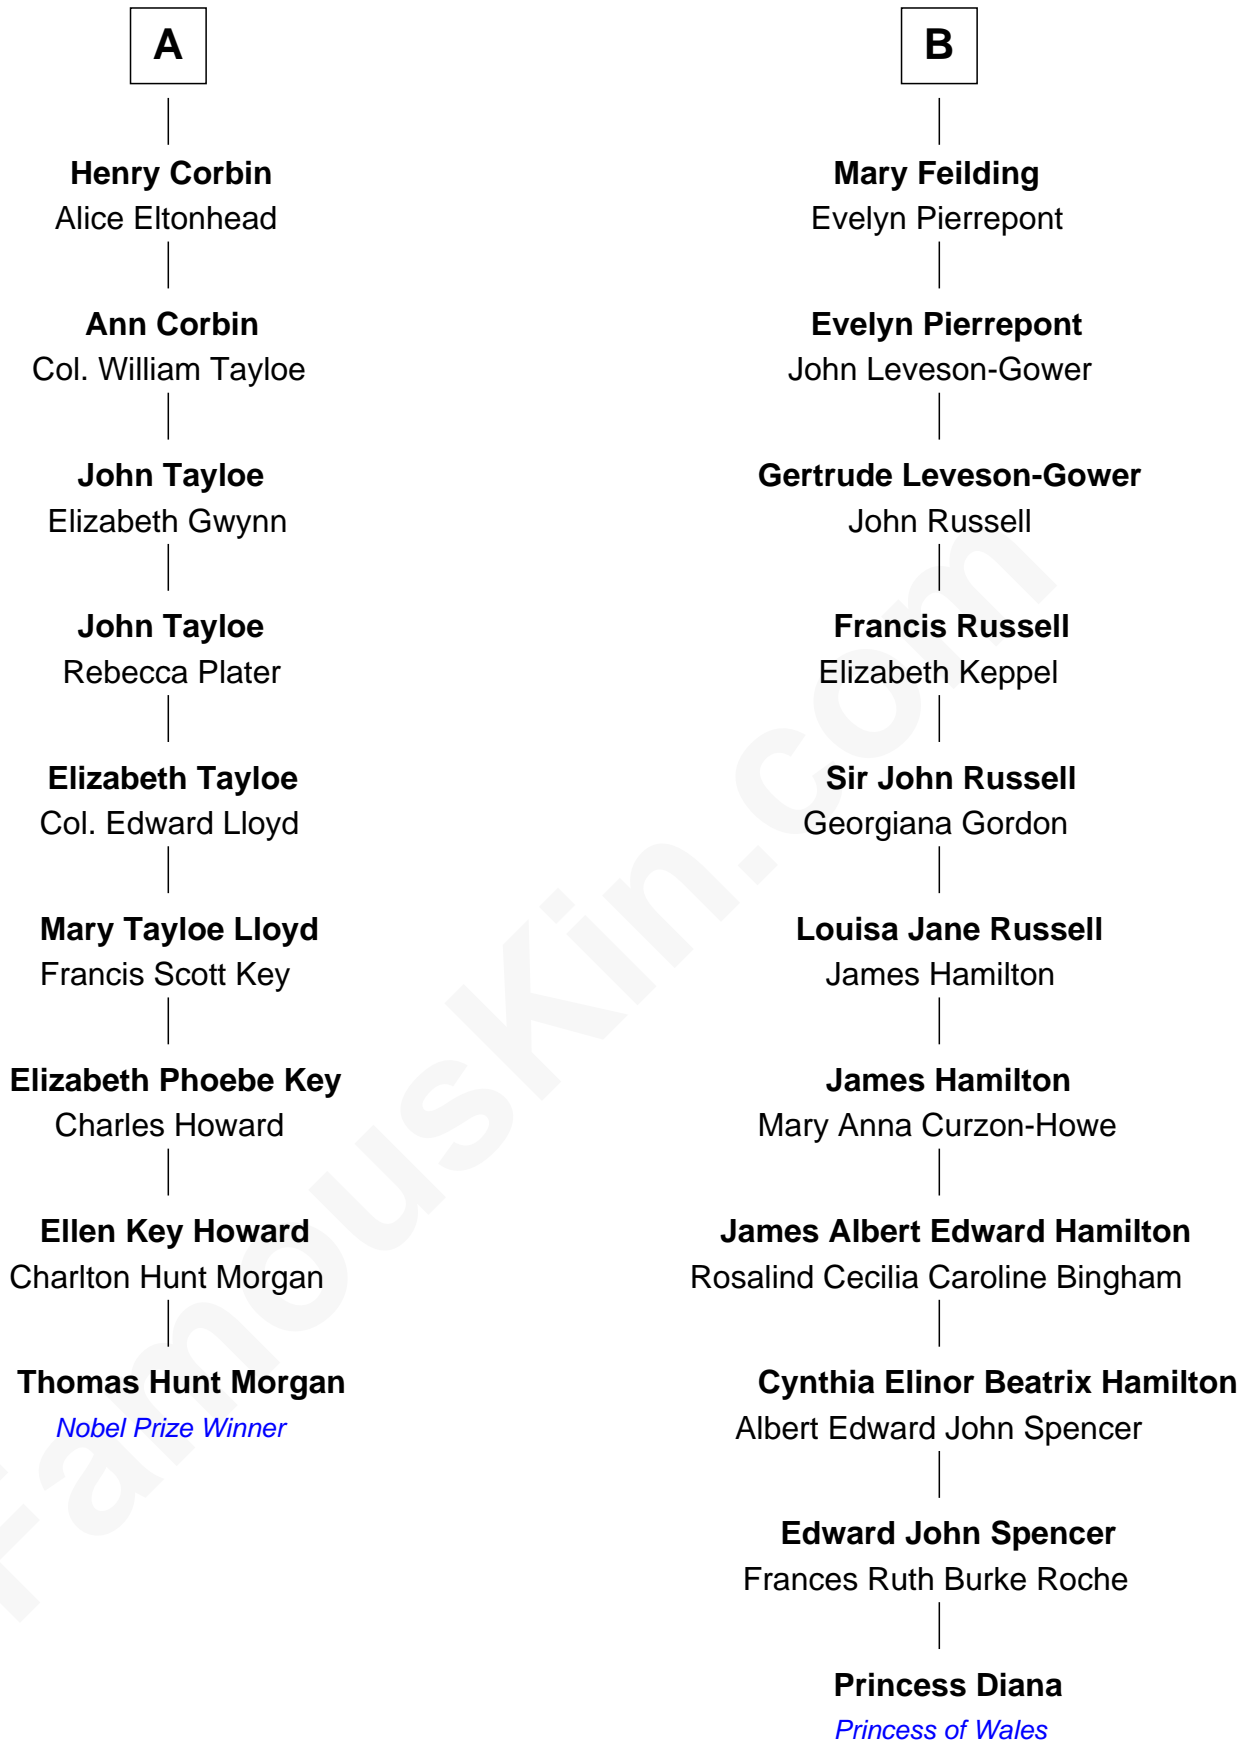 A
Henry Corbin
Alice Eltonhead
Ann Corbin
Col. William Tayloe
John Tayloe
Elizabeth Gwynn
John Tayloe
Rebecca Plater
Elizabeth Tayloe
Col. Edward Lloyd
Mary Tayloe Lloyd
Francis Scott Key
Elizabeth Phoebe Key
Charles Howard
Ellen Key Howard
Charlton Hunt Morgan
Thomas Hunt Morgan
Nobel Prize Winner
B
Mary Feilding
Evelyn Pierrepont
Evelyn Pierrepont
John Leveson-Gower
Gertrude Leveson-Gower
John Russell
Francis Russell
Elizabeth Keppel
Sir John Russell
Georgiana Gordon
Louisa Jane Russell
James Hamilton
James Hamilton
Mary Anna Curzon-Howe
James Albert Edward Hamilton
Rosalind Cecilia Caroline Bingham
Cynthia Elinor Beatrix Hamilton
Albert Edward John Spencer
Edward John Spencer
Frances Ruth Burke Roche
Princess Diana
Princess of Wales
FamousKin.com